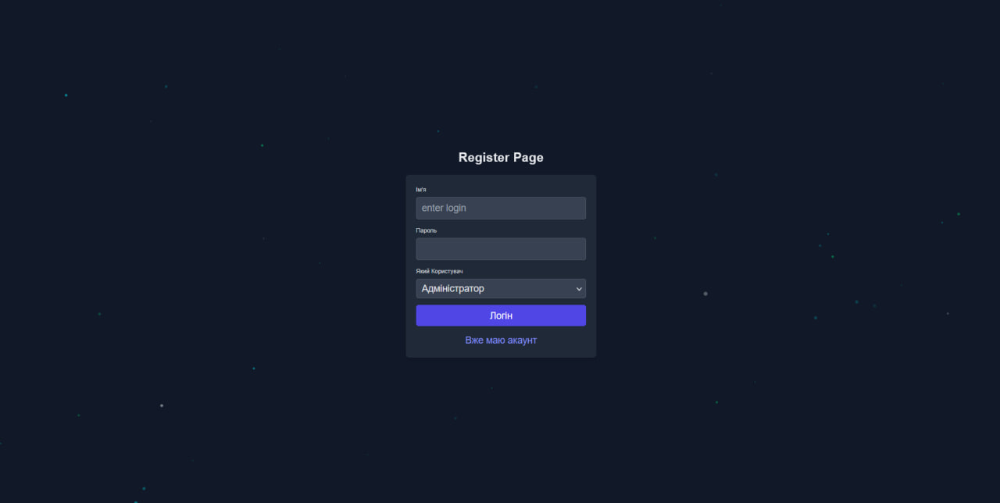 Register Page
Ім'я
enter login
Пароль
Який Користувач
Адміністратор
Логін
Вже маю акаунт